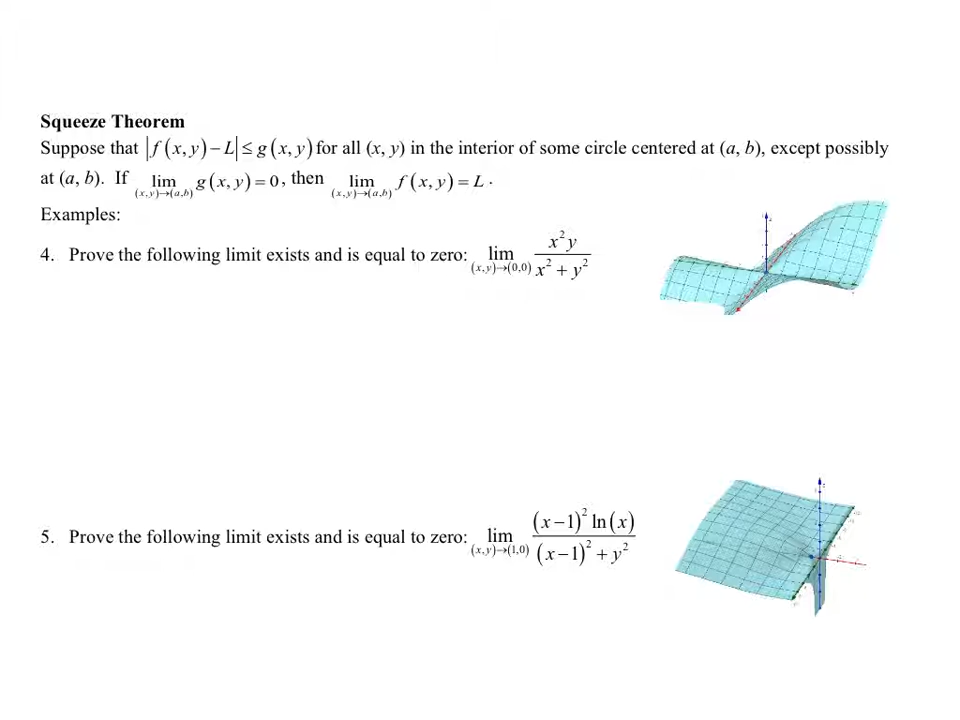 Squeeze Theorem
Suppose that |f(x, y) − L| ≤ g(x, y) for all (x, y) in the interior of some circle centered at (a, b), except possibly
at (a, b). If lim_{(x,y)→(a,b)} g(x, y) = 0, then lim_{(x,y)→(a,b)} f(x, y) = L.
Examples:
4. Prove the following limit exists and is equal to zero: lim_{(x,y)→(0,0)} x²y / (x² + y²)
5. Prove the following limit exists and is equal to zero: lim_{(x,y)→(1,0)} (x−1)² ln(x) / ((x−1)² + y²)